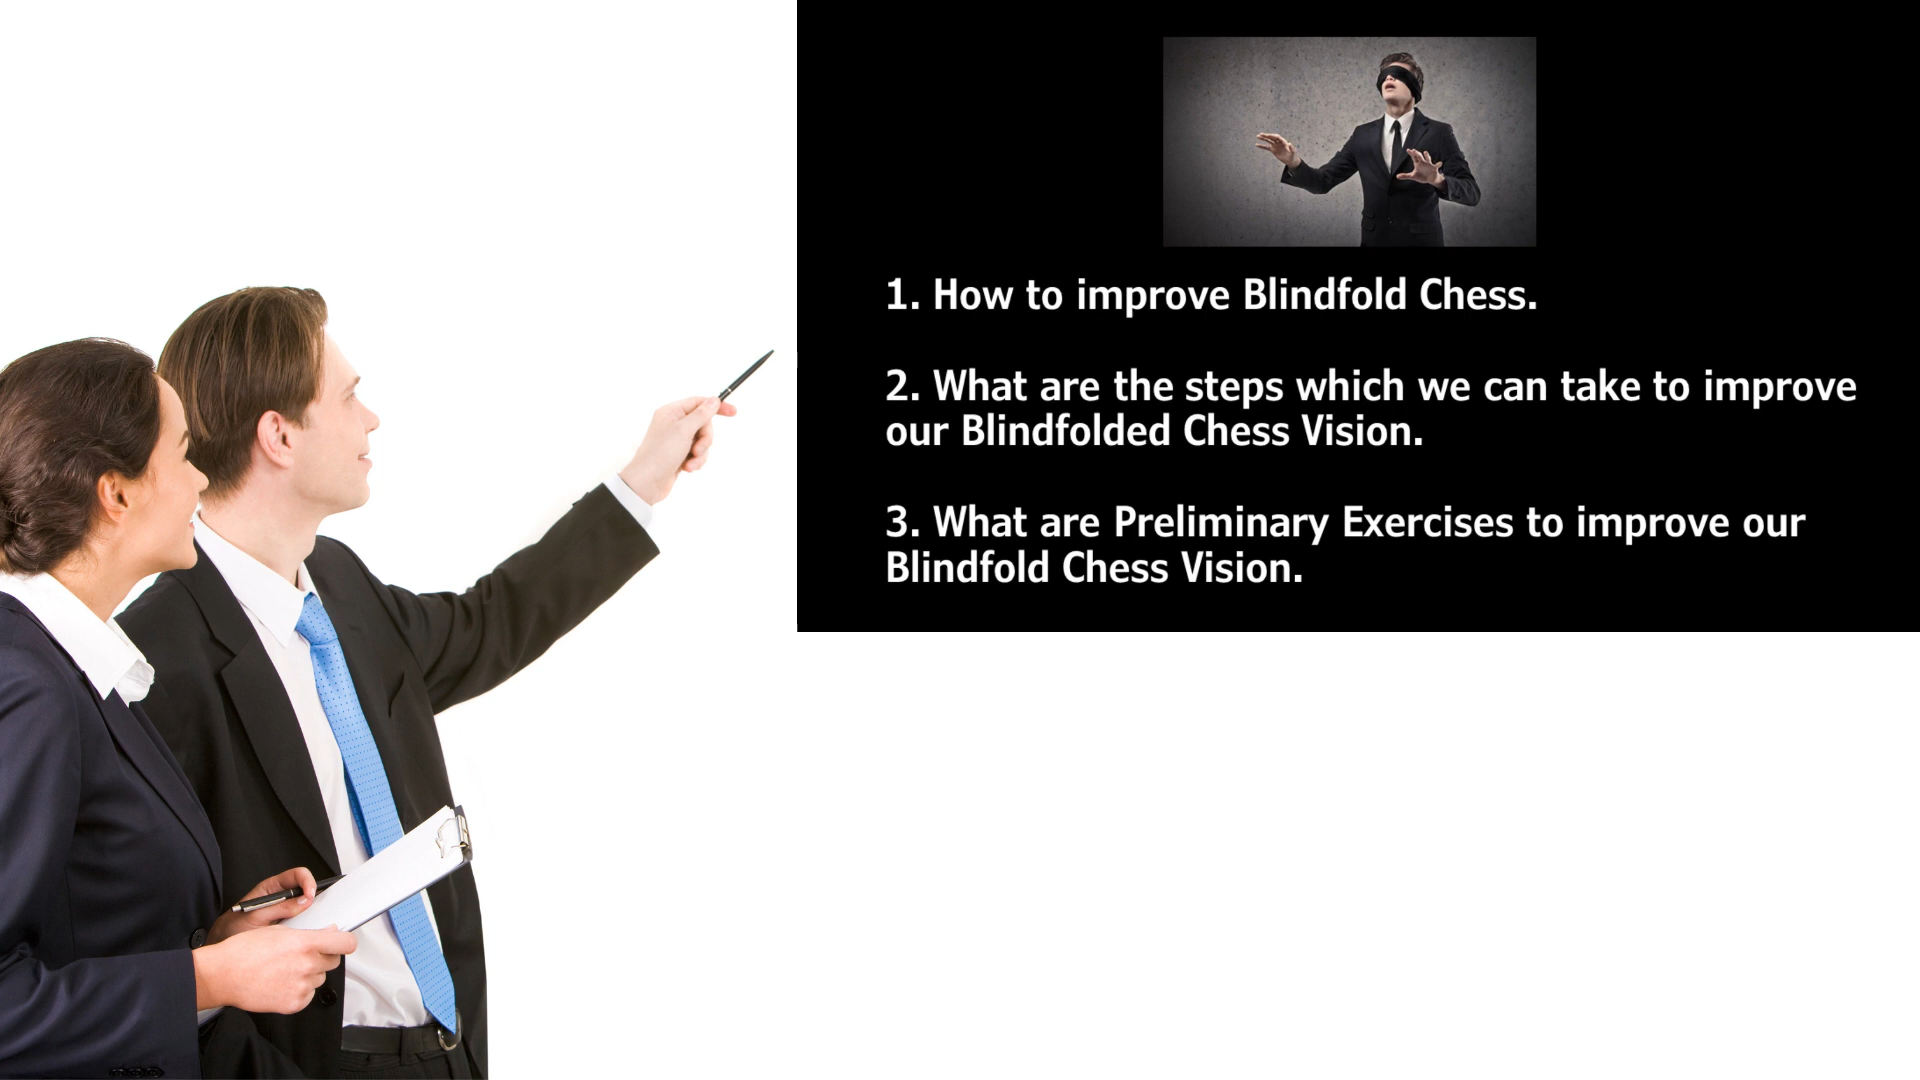 1. How to improve Blindfold Chess.
2. What are the steps which we can take to improve
our Blindfolded Chess Vision.
3. What are Preliminary Exercises to improve our
Blindfold Chess Vision.